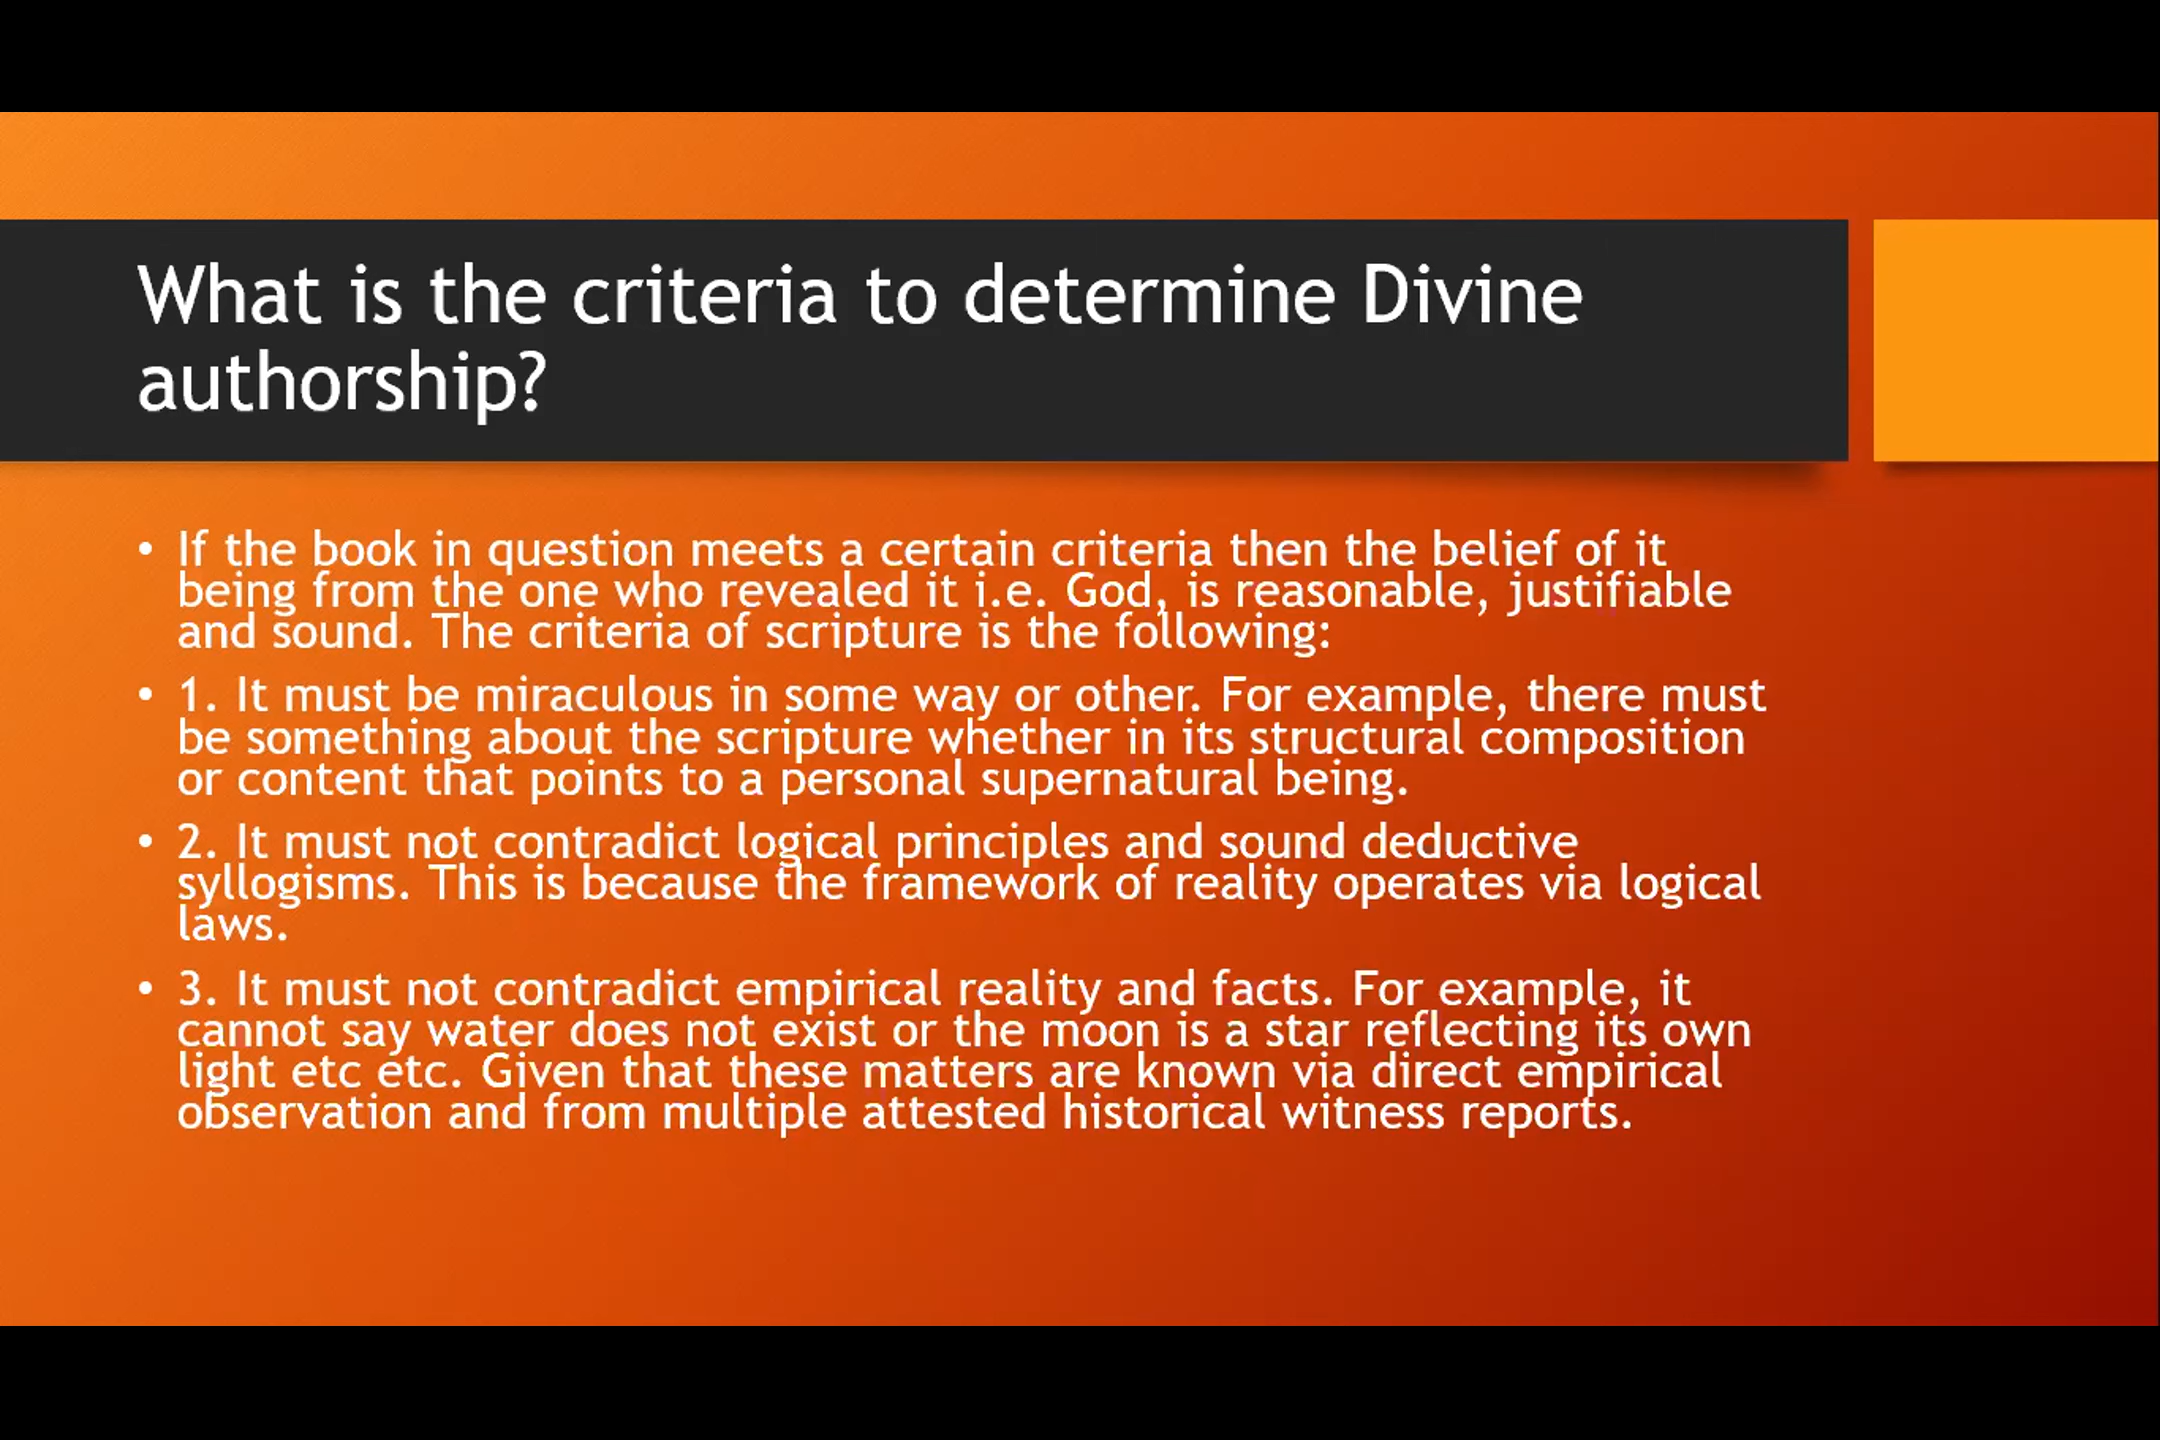 What is the criteria to determine Divine
authorship?
• If the book in question meets a certain criteria then the belief of it
being from the one who revealed it i.e. God, is reasonable, justifiable
and sound. The criteria of scripture is the following:
• 1. It must be miraculous in some way or other. For example, there must
be something about the scripture whether in its structural composition
or content that points to a personal supernatural being.
• 2. It must not contradict logical principles and sound deductive
syllogisms. This is because the framework of reality operates via logical
laws.
• 3. It must not contradict empirical reality and facts. For example, it
cannot say water does not exist or the moon is a star reflecting its own
light etc etc. Given that these matters are known via direct empirical
observation and from multiple attested historical witness reports.